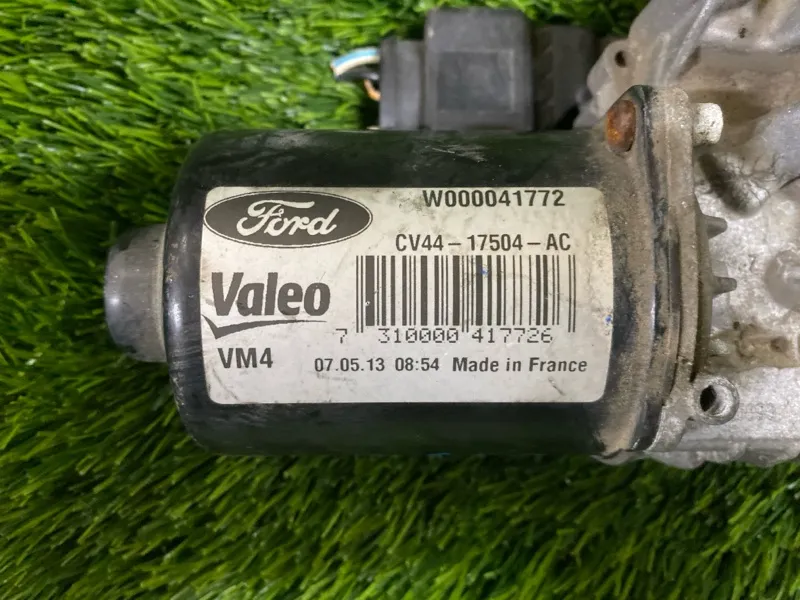 Ford
W000041772
CV44-17504-AC
Valeo
7 310000 417726
VM4
07.05.13 08:54 Made in France